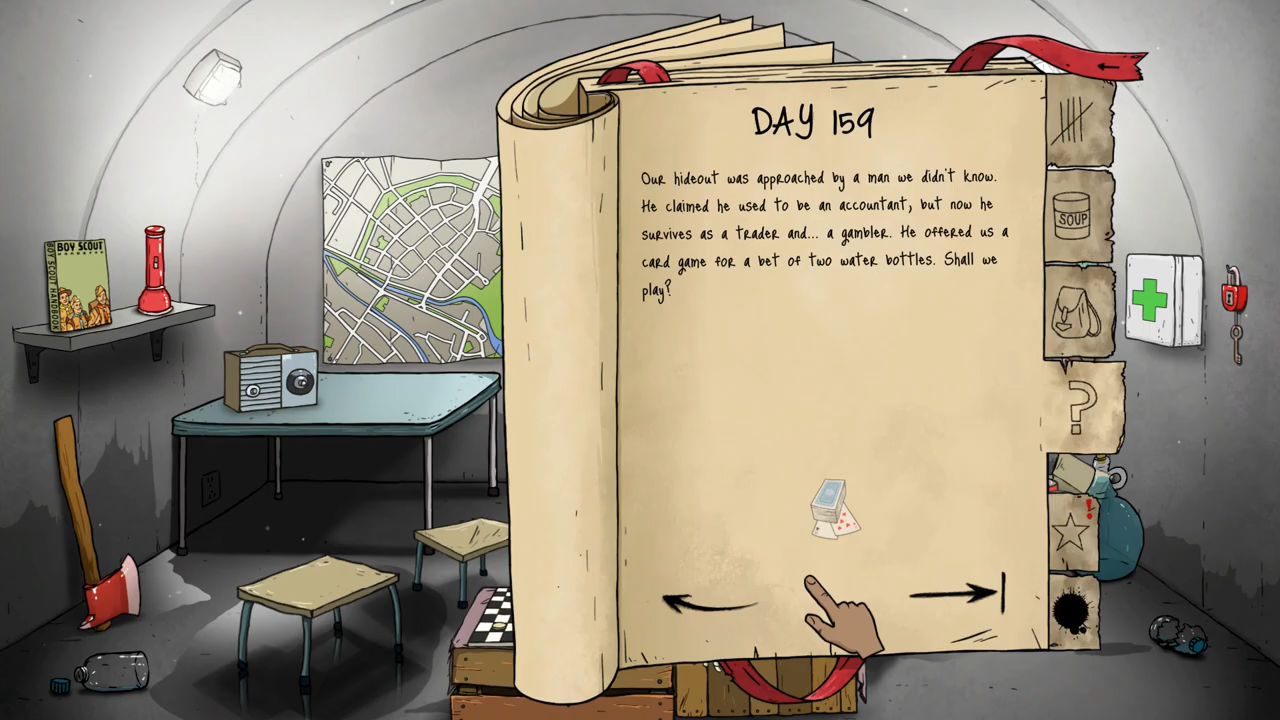 DAY 159
Our hideout was approached by a man we didn't know.
He claimed he used to be an accountant, but now he
survives as a trader and... a gambler. He offered us a
card game for a bet of two water bottles. Shall we
play?
BOY SCOUT
BOY SCOUT HANDBOOK
SOUP
?
!